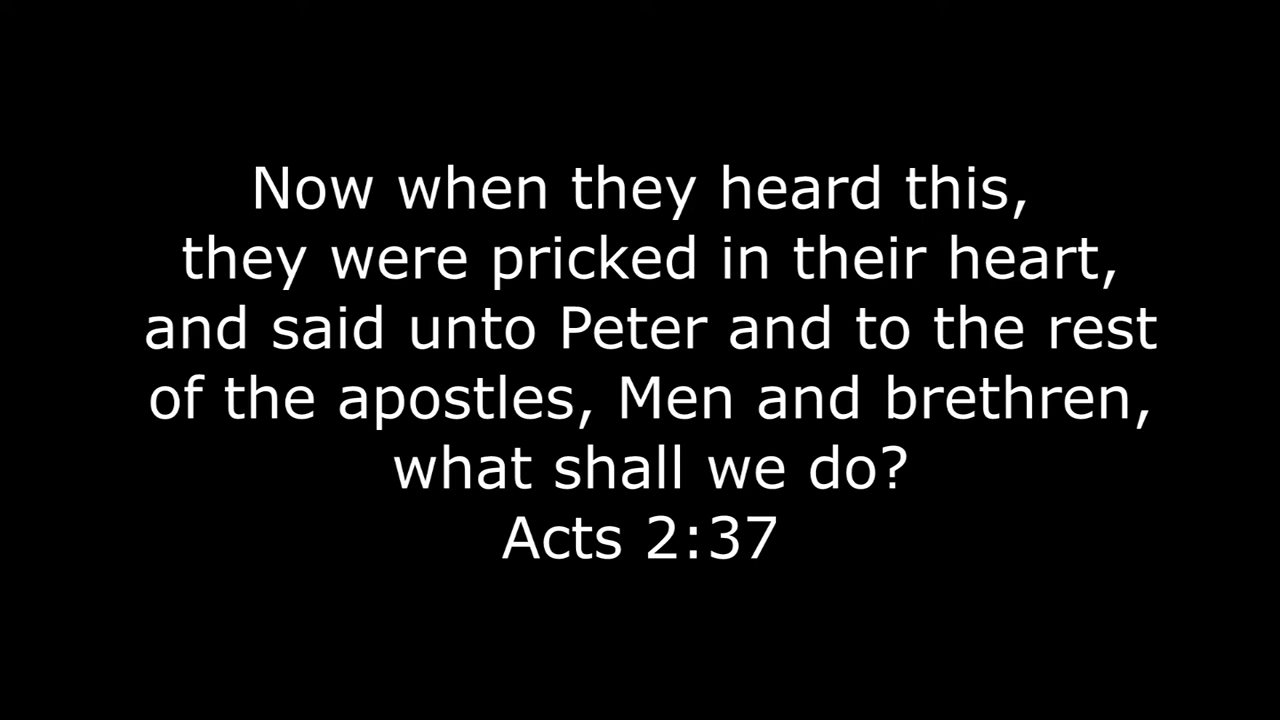 Now when they heard this,
they were pricked in their heart,
and said unto Peter and to the rest
of the apostles, Men and brethren,
what shall we do?
Acts 2:37